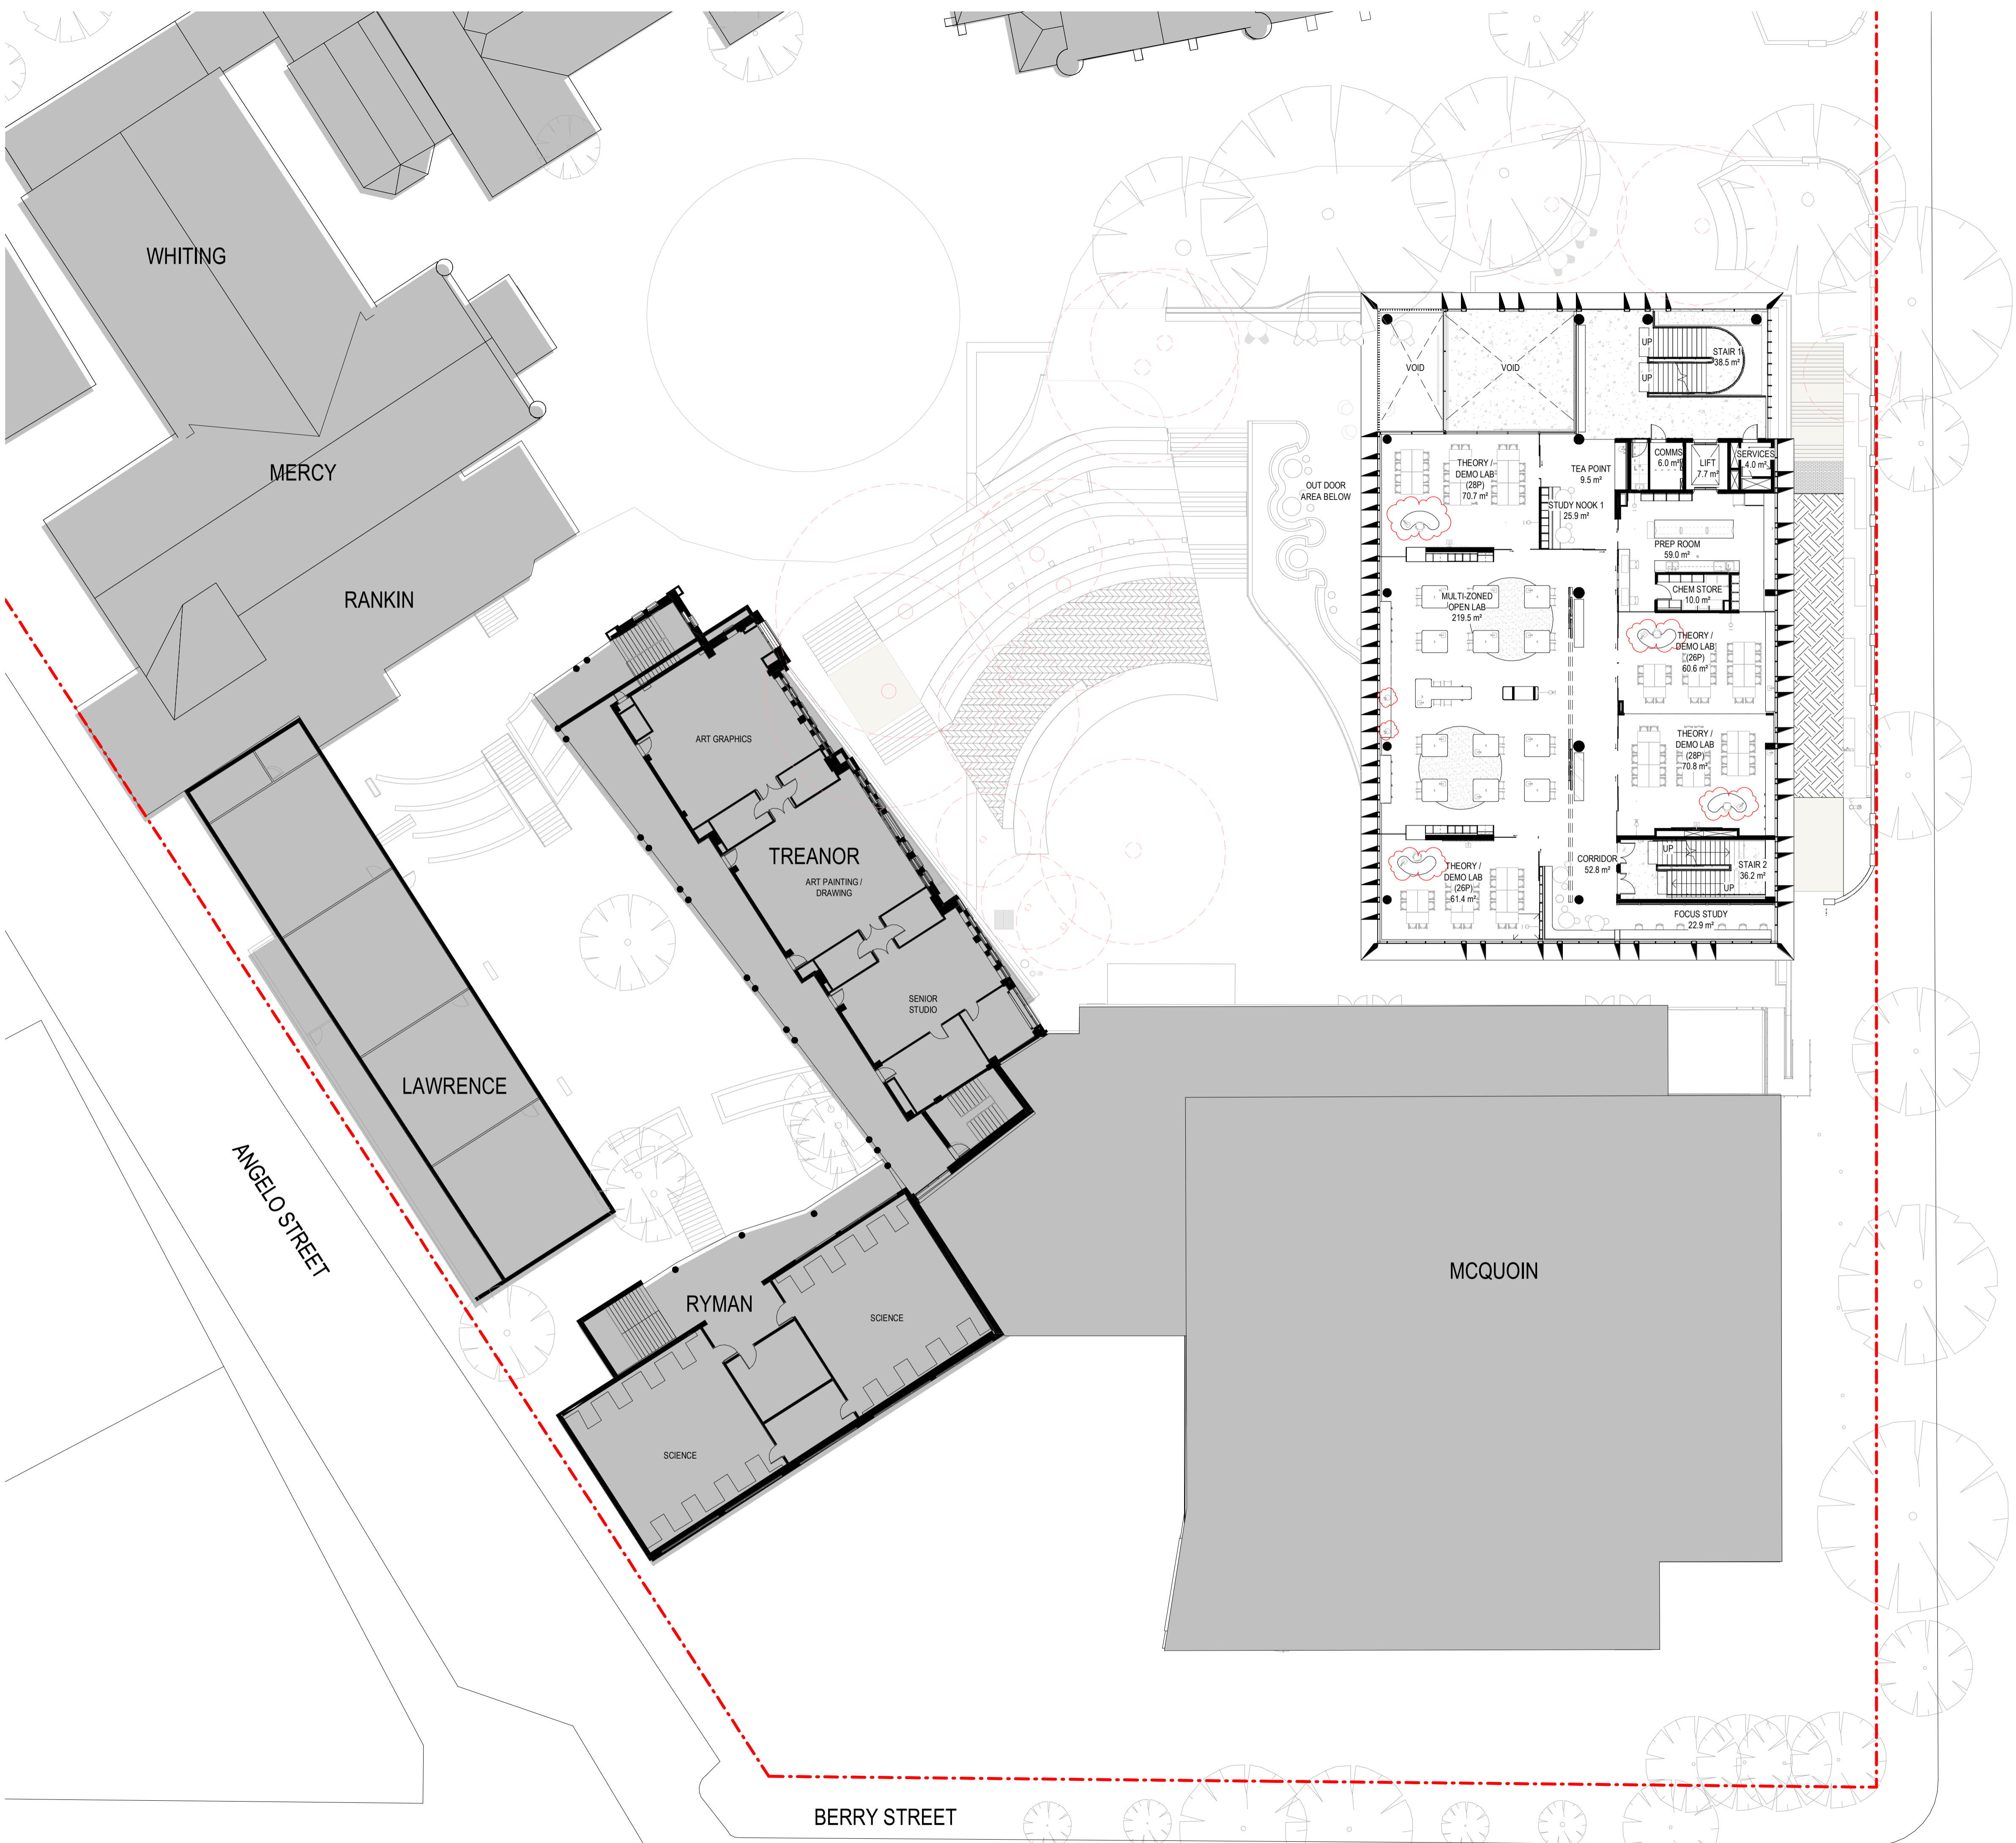 WHITING
MERCY
RANKIN
LAWRENCE
ANGELO STREET
ART GRAPHICS
TREANOR
ART PAINTING /
DRAWING
SENIOR
STUDIO
RYMAN
SCIENCE
SCIENCE
MCQUOIN
BERRY STREET
OUT DOOR
AREA BELOW
VOID
VOID
UP
UP
STAIR 1
38.5 m²
THEORY /
DEMO LAB
(28P)
70.7 m²
TEA POINT
9.5 m²
COMMS
6.0 m²
LIFT
7.7 m²
SERVICES
4.0 m²
STUDY NOOK 1
25.9 m²
PREP ROOM
59.0 m²
CHEM STORE
10.0 m²
MULTI-ZONED
OPEN LAB
219.5 m²
THEORY /
DEMO LAB
(26P)
60.6 m²
THEORY /
DEMO LAB
(28P)
70.8 m²
THEORY /
DEMO LAB
(26P)
61.4 m²
CORRIDOR
52.8 m²
UP
UP
STAIR 2
36.2 m²
FOCUS STUDY
22.9 m²